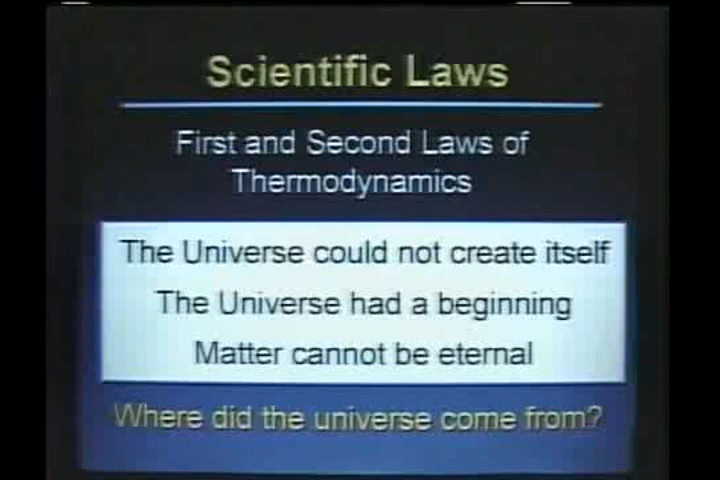 Scientific Laws
First and Second Laws of
Thermodynamics
The Universe could not create itself
The Universe had a beginning
Matter cannot be eternal
Where did the universe come from?